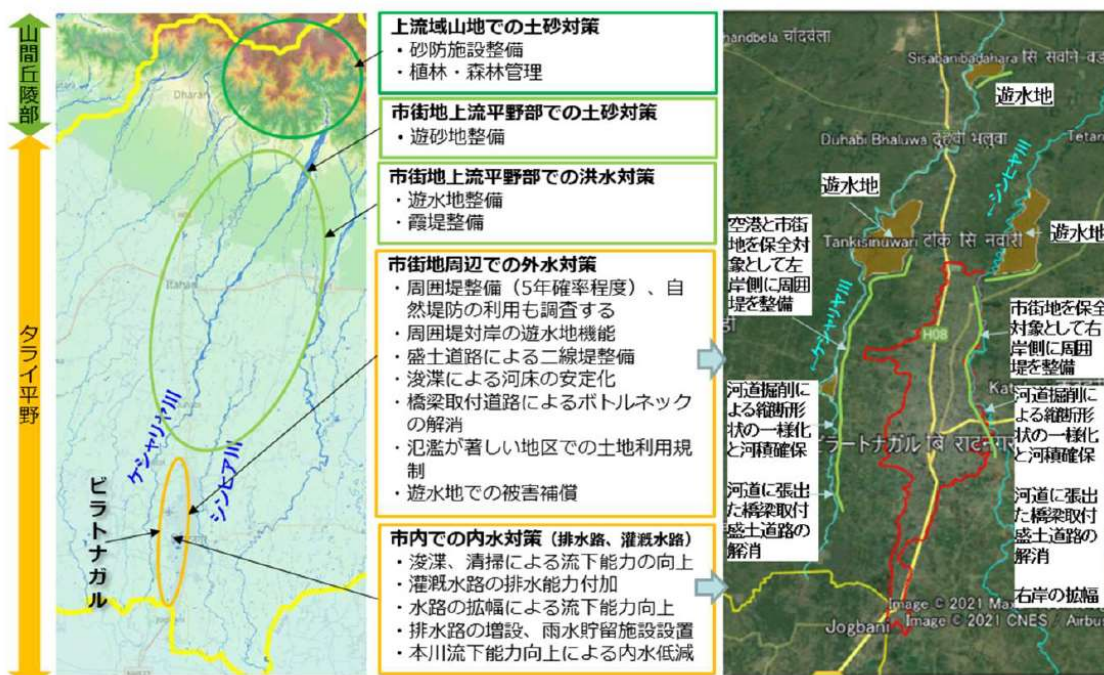 山間丘陵部
タライ平野
Dharan
Itahari
ケシャリヤ川
シンヒア川
ビラトナガル
上流域山地での土砂対策
・砂防施設整備
・植林・森林管理
市街地上流平野部での土砂対策
・遊砂地整備
市街地上流平野部での洪水対策
・遊水地整備
・霞堤整備
市街地周辺での外水対策
・周囲堤整備（5年確率程度）、自
然堤防の利用も調査する
・周囲堤対岸の遊水地機能
・盛土道路による二線堤整備
・浚渫による河床の安定化
・橋梁取付道路によるボトルネック
の解消
・氾濫が著しい地区での土地利用規
制
・遊水地での被害補償
市内での内水対策（排水路、灌漑水路）
・浚渫、清掃による流下能力の向上
・灌漑水路の排水能力付加
・水路の拡幅による流下能力向上
・排水路の増設、雨水貯留施設設置
・本川流下能力向上による内水低減
handbela चाँदवेला
Sisabanibadahara
遊水地
Duhabi Bhaluwa
Tetar
←シンヒヤ川
遊水地
空港と市街
地を保全対
象として左
岸側に周囲
堤を整備
Tankisinuwari
遊水地
←ケシャリヤ川
H08
市街地を保全
対象として右
岸側に周囲
堤を整備
河道掘削に
よる縦断形
状の一様化
と河積確保
ビラートナガル
河道に張出
た橋梁取付
盛土道路の
解消
Kat
河道掘削に
よる縦断形
状の一様化
と河積確保
河道に張出
た橋梁取付
盛土道路の
解消
右岸の拡幅
Jogbani
Image © 2021 Max
Image © 2021 CNES / Airbus